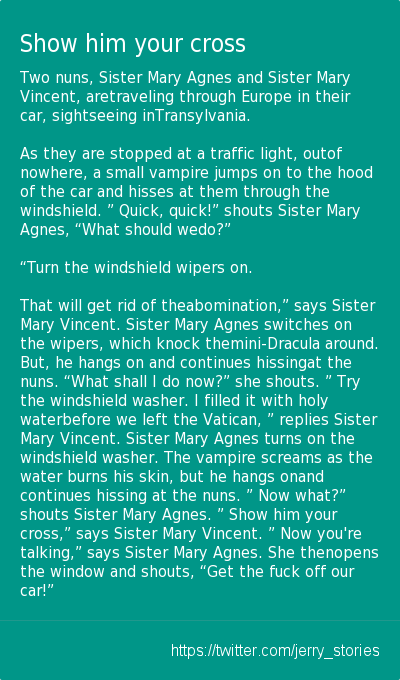 Show him your cross
Two nuns, Sister Mary Agnes and Sister Mary
Vincent, aretraveling through Europe in their
car, sightseeing inTransylvania.
As they are stopped at a traffic light, outof
nowhere, a small vampire jumps on to the hood
of the car and hisses at them through the
windshield. ” Quick, quick!” shouts Sister Mary
Agnes, “What should wedo?”
“Turn the windshield wipers on.
That will get rid of theabomination,” says Sister
Mary Vincent. Sister Mary Agnes switches on
the wipers, which knock themini-Dracula around.
But, he hangs on and continues hissingat the
nuns. “What shall I do now?” she shouts. ” Try
the windshield washer. I filled it with holy
waterbefore we left the Vatican, ” replies Sister
Mary Vincent. Sister Mary Agnes turns on the
windshield washer. The vampire screams as the
water burns his skin, but he hangs onand
continues hissing at the nuns. ” Now what?”
shouts Sister Mary Agnes. ” Show him your
cross,” says Sister Mary Vincent. ” Now you're
talking,” says Sister Mary Agnes. She thenopens
the window and shouts, “Get the fuck off our
car!”
https://twitter.com/jerry_stories